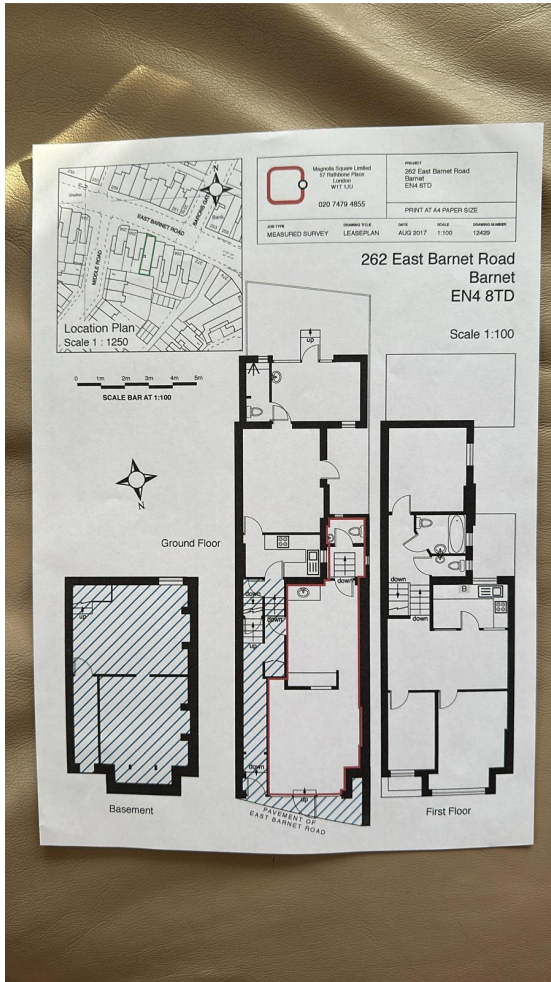 EAST BARNET ROAD
MIDDLE ROAD
Bank
N
Location Plan
Scale 1 : 1250
Magnolia Square Limited
57 Rathbone Place
London
W1T 1JU
020 7479 4855
PROJECT
262 East Barnet Road
Barnet
EN4 8TD
PRINT AT A4 PAPER SIZE
JOB TYPE
MEASURED SURVEY
DRAWING TITLE
LEASEPLAN
DATE
AUG 2017
SCALE
1:100
DRAWING NUMBER
12429
262 East Barnet Road
Barnet
EN4 8TD
Scale 1:100
0 1m 2m 3m 4m 5m
SCALE BAR AT 1:100
N
Ground Floor
up
down
down
down
up
down
up
PAVEMENT OF
EAST BARNET ROAD
up
Basement
down
down
B
First Floor